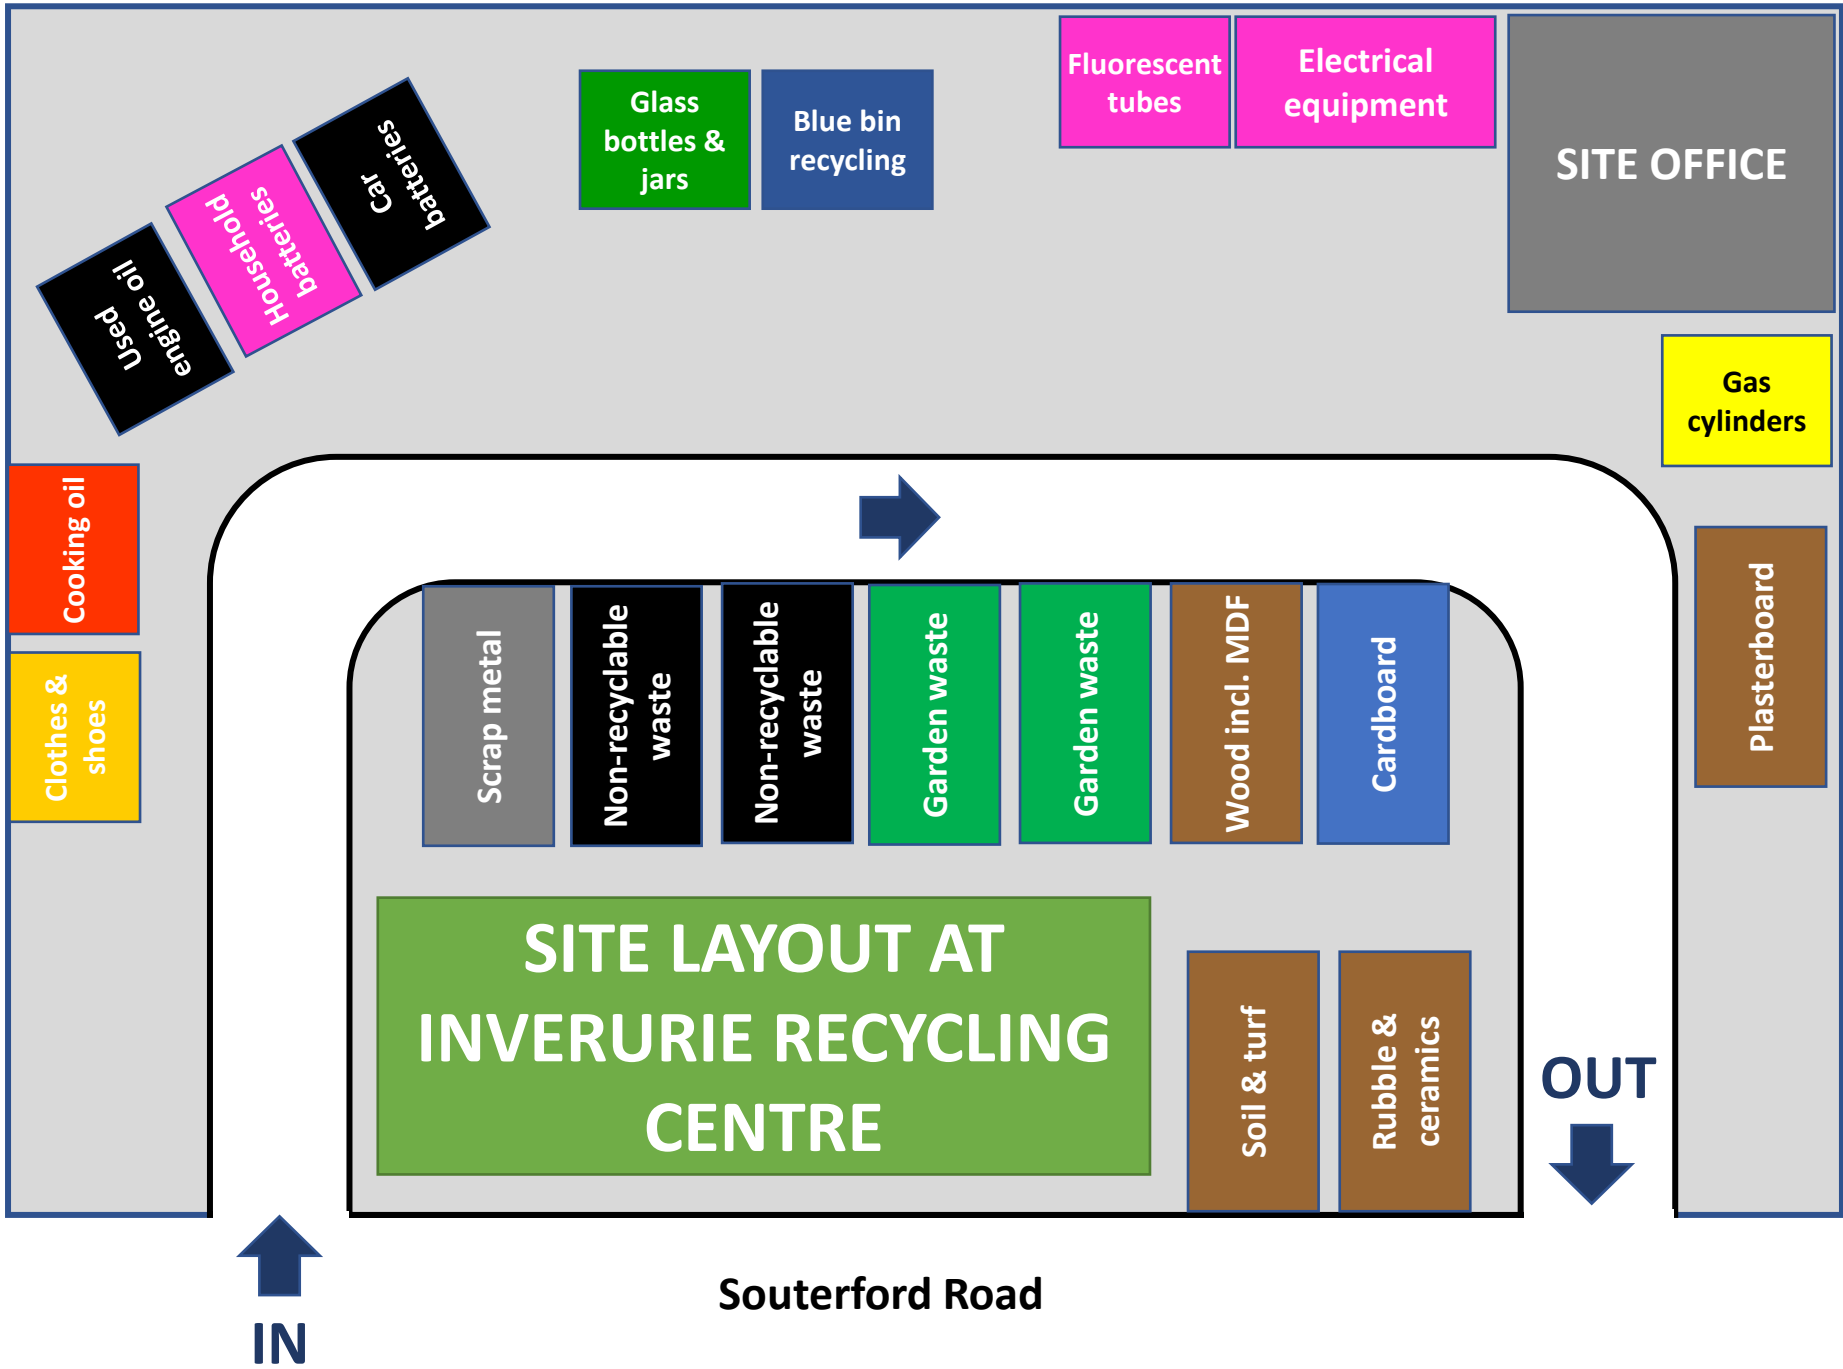 Fluorescent
tubes
Electrical
equipment
SITE OFFICE
Glass
bottles &
jars
Blue bin
recycling
Car
batteries
Household
batteries
Used
engine oil
Gas
cylinders
Cooking oil
Clothes &
shoes
Plasterboard
Scrap metal
Non-recyclable
waste
Non-recyclable
waste
Garden waste
Garden waste
Wood incl. MDF
Cardboard
SITE LAYOUT AT
INVERURIE RECYCLING
CENTRE
Soil & turf
Rubble &
ceramics
OUT
IN
Souterford Road